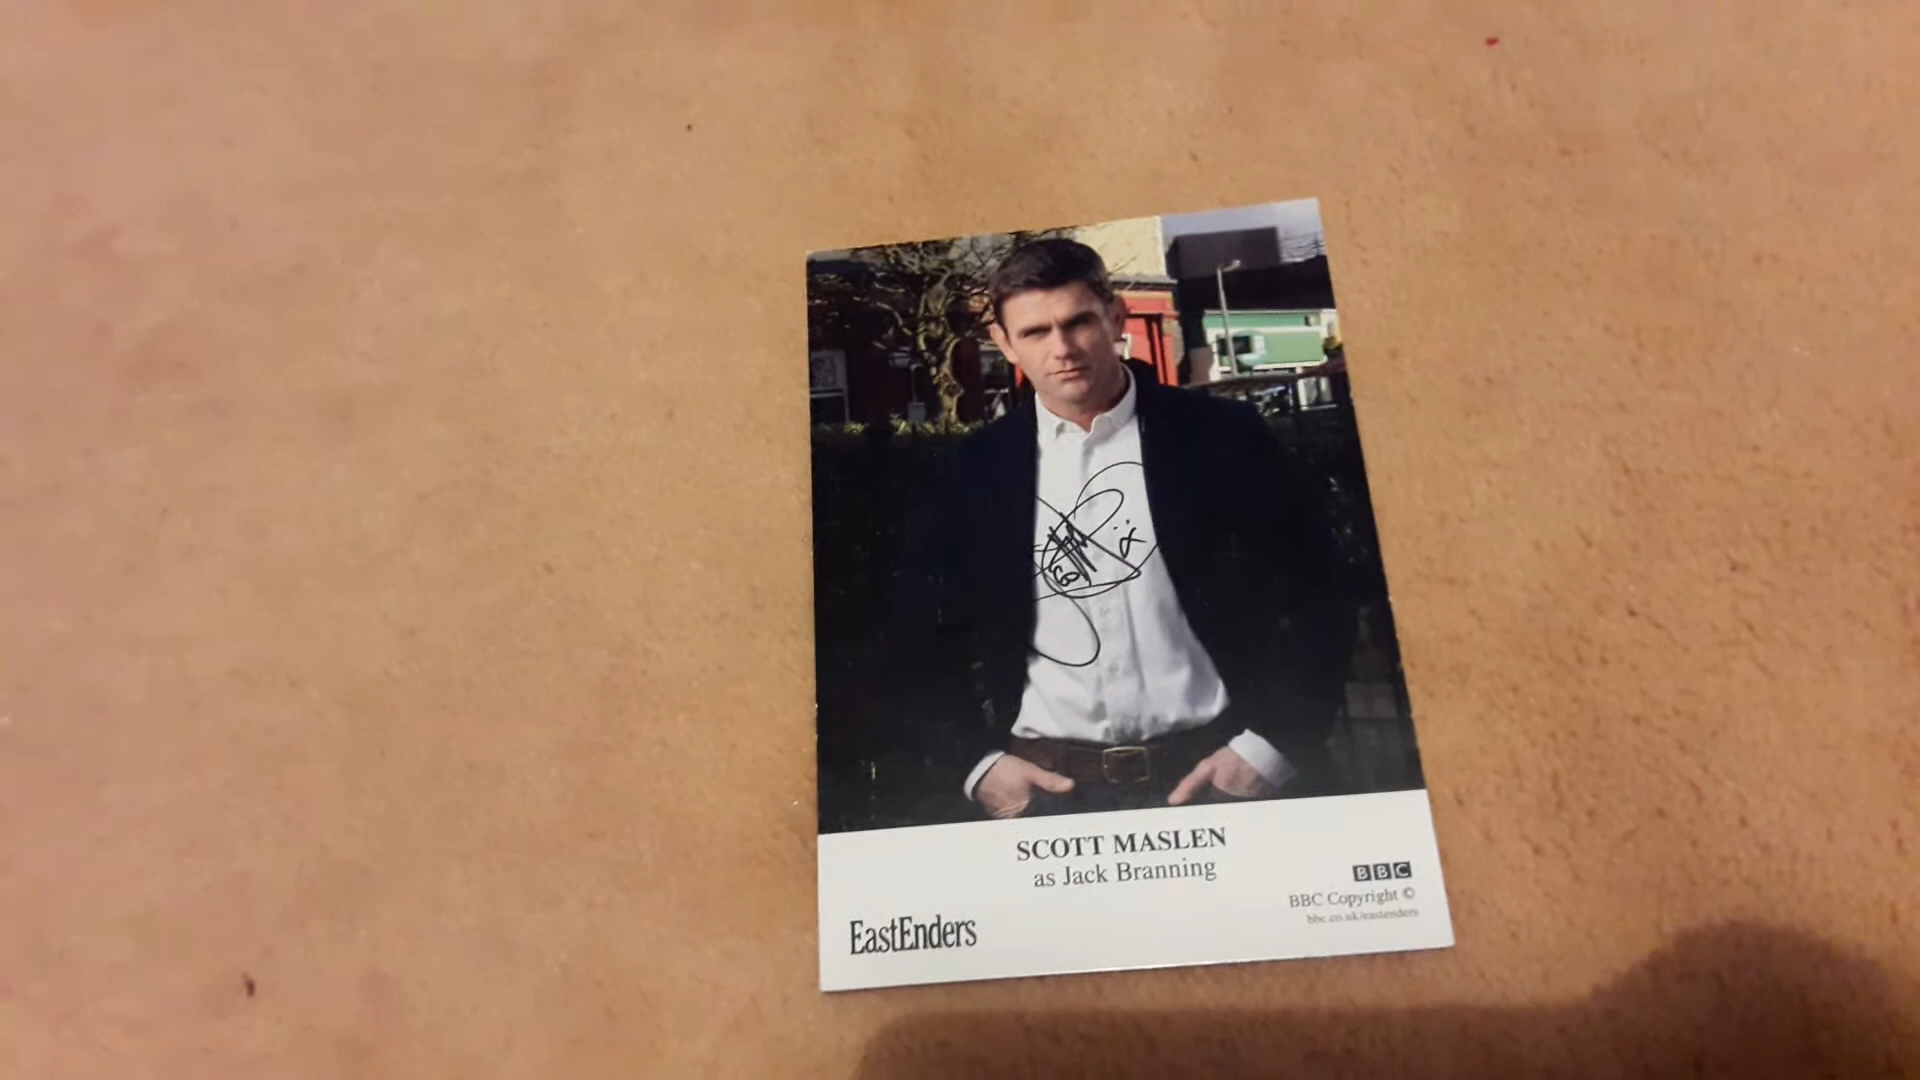 SCOTT MASLEN
as Jack Branning
BBC
BBC Copyright ©
bbc.co.uk/eastenders
EastEnders